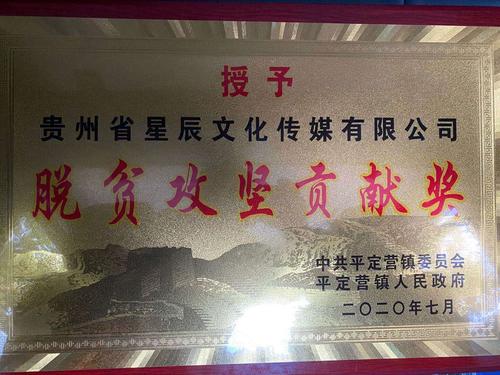 授予
贵州省星辰文化传媒有限公司
脱贫攻坚贡献奖
中共平定营镇委员会
平定营镇人民政府
二〇二〇年七月